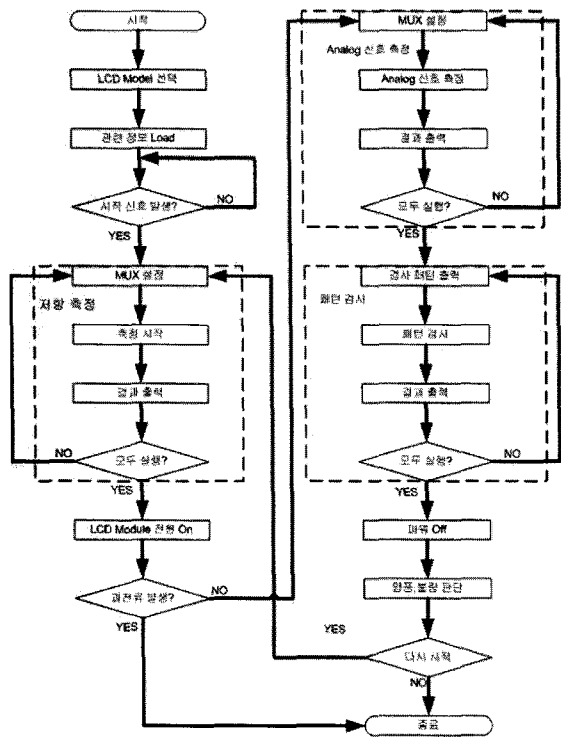 시작
LCD Model 선택
관련 정보 Load
시작 신호 발생?
NO
YES
MUX 설정
저항 측정
측정 시작
결과 출력
모두 실행?
NO
YES
LCD Module 전원 On
과전류 발생?
NO
YES
MUX 설정
Analog 신호 측정
Analog 신호 측정
결과 출력
모두 실행?
NO
YES
검사 패턴 출력
패턴 검사
패턴 검사
결과 출력
모두 실행?
NO
YES
파워 Off
양품,불량 판단
다시 시작
YES
NO
종료